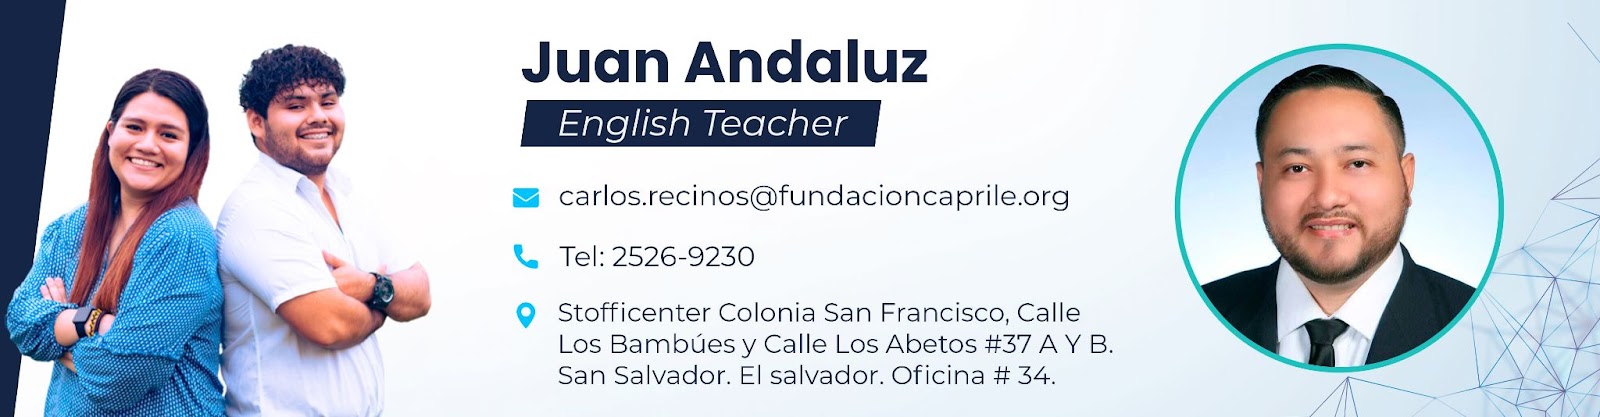 Juan Andaluz
English Teacher
carlos.recinos@fundacioncaprile.org
Tel: 2526-9230
Stofficenter Colonia San Francisco, Calle
Los Bambúes y Calle Los Abetos #37 A Y B.
San Salvador. El salvador. Oficina # 34.